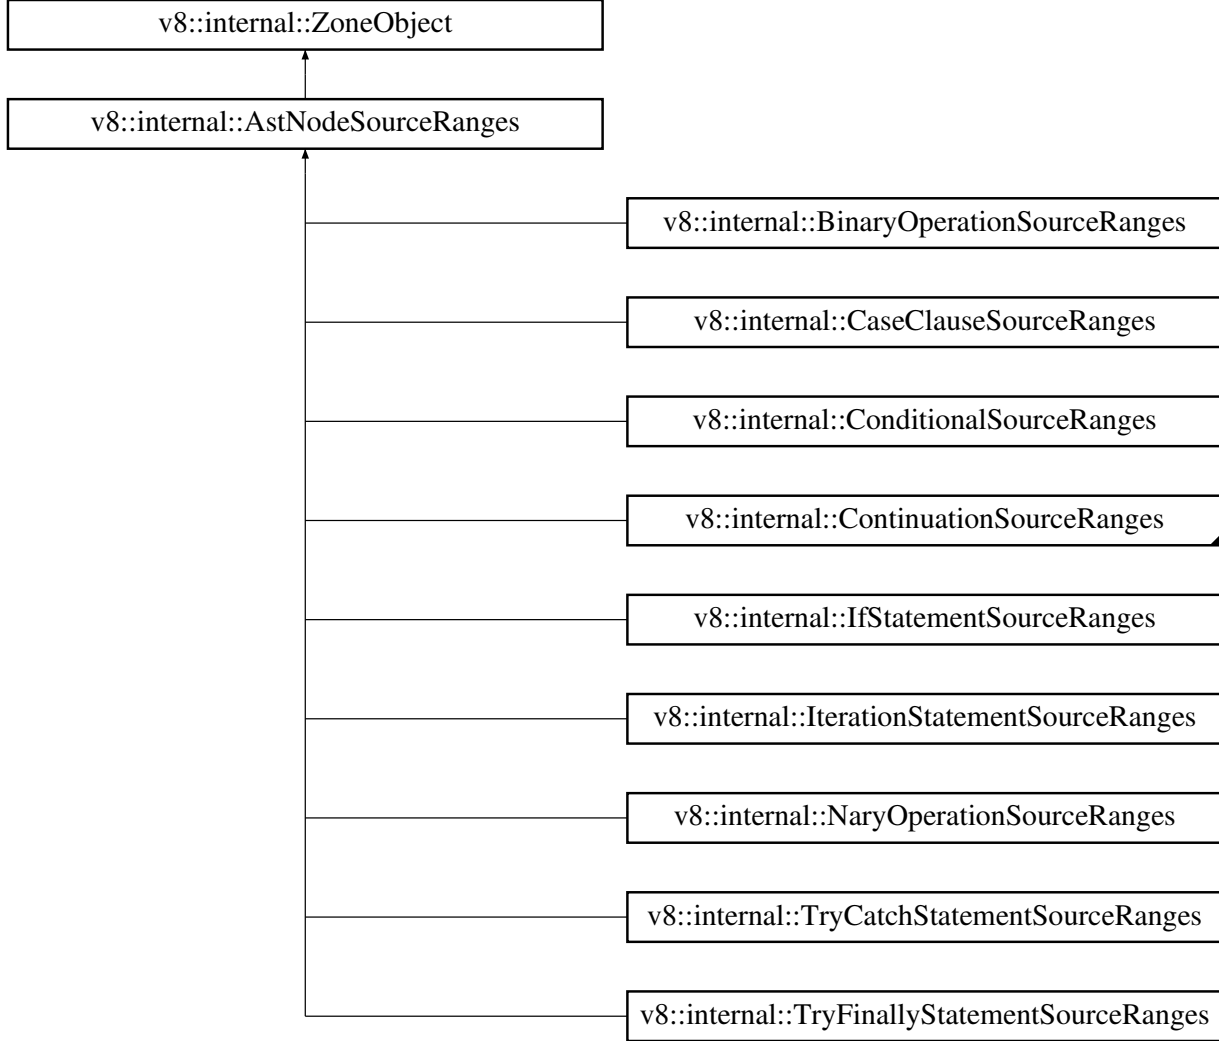 v8::internal::ZoneObject
v8::internal::AstNodeSourceRanges
v8::internal::BinaryOperationSourceRanges
v8::internal::CaseClauseSourceRanges
v8::internal::ConditionalSourceRanges
v8::internal::ContinuationSourceRanges
v8::internal::IfStatementSourceRanges
v8::internal::IterationStatementSourceRanges
v8::internal::NaryOperationSourceRanges
v8::internal::TryCatchStatementSourceRanges
v8::internal::TryFinallyStatementSourceRanges